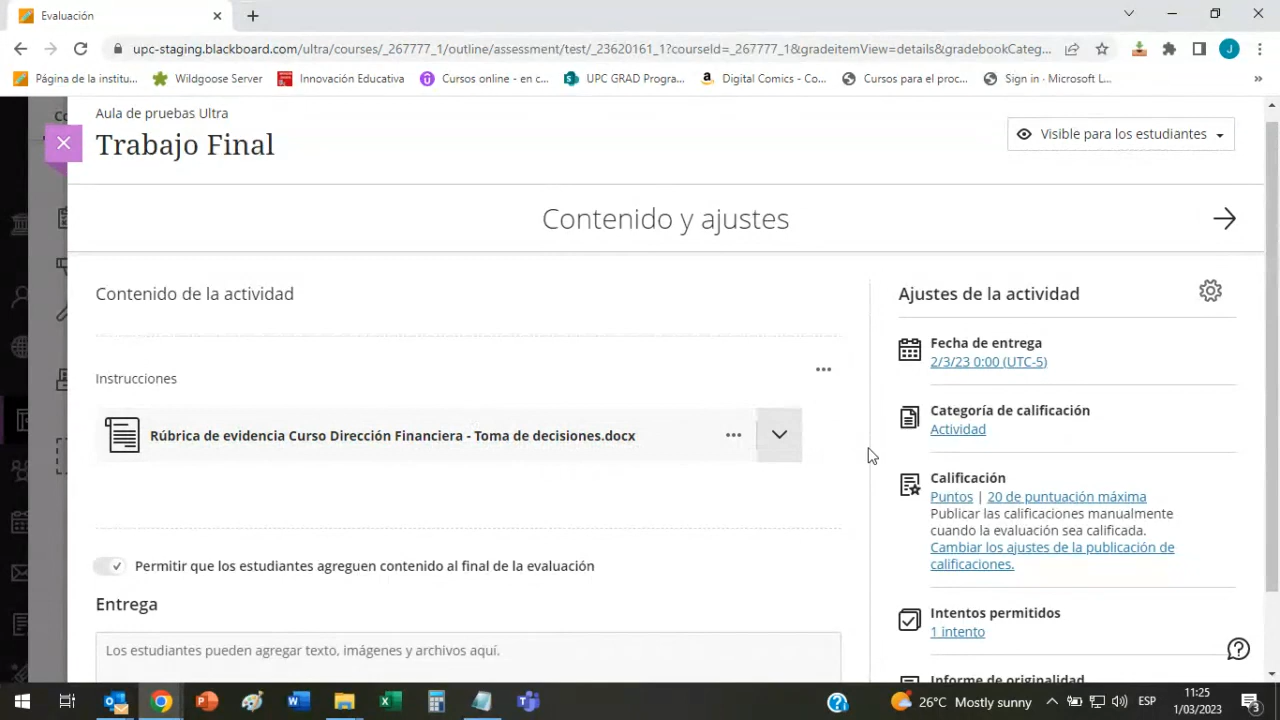 Evaluación
upc-staging.blackboard.com/ultra/courses/_267777_1/outline/assessment/test/_23620161_1?courseId=_267777_1&gradeitemView=details&gradebookCateg...
J
Página de la institu...
Wildgoose Server
Innovación Educativa
Cursos online - en c...
UPC GRAD Progra...
Digital Comics - Co...
Cursos para el proc...
Sign in · Microsoft L...
»
Aula de pruebas Ultra
Trabajo Final
Visible para los estudiantes
Contenido y ajustes
Contenido de la actividad
Instrucciones
Rúbrica de evidencia Curso Dirección Financiera - Toma de decisiones.docx
Permitir que los estudiantes agreguen contenido al final de la evaluación
Entrega
Los estudiantes pueden agregar texto, imágenes y archivos aquí.
Ajustes de la actividad
Fecha de entrega
2/3/23 0:00 (UTC-5)
Categoría de calificación
Actividad
Calificación
Puntos | 20 de puntuación máxima
Publicar las calificaciones manualmente
cuando la evaluación sea calificada.
Cambiar los ajustes de la publicación de
calificaciones.
Intentos permitidos
1 intento
Informe de originalidad
26°C Mostly sunny
ESP
11:25
1/03/2023
3